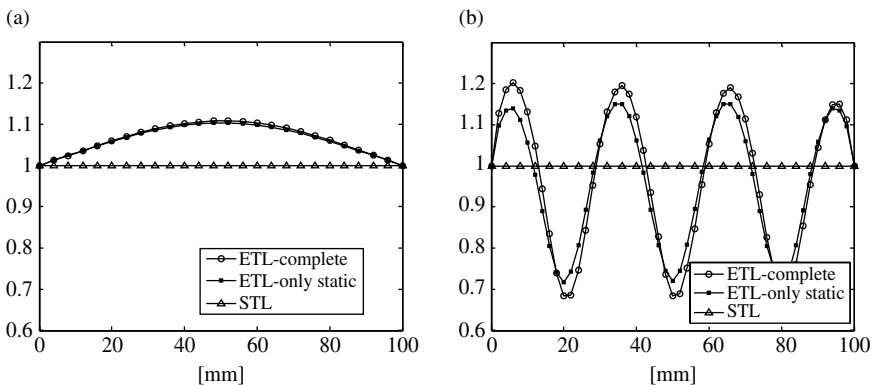 (a)
1.2
1.1
1
0.9
0.8
0.7
0.6
0 20 40 60 80 100
[mm]
ETL-complete
ETL-only static
STL
(b)
1.2
1.1
1
0.9
0.8
0.7
0.6
0 20 40 60 80 100
[mm]
ETL-complete
ETL-only static
STL